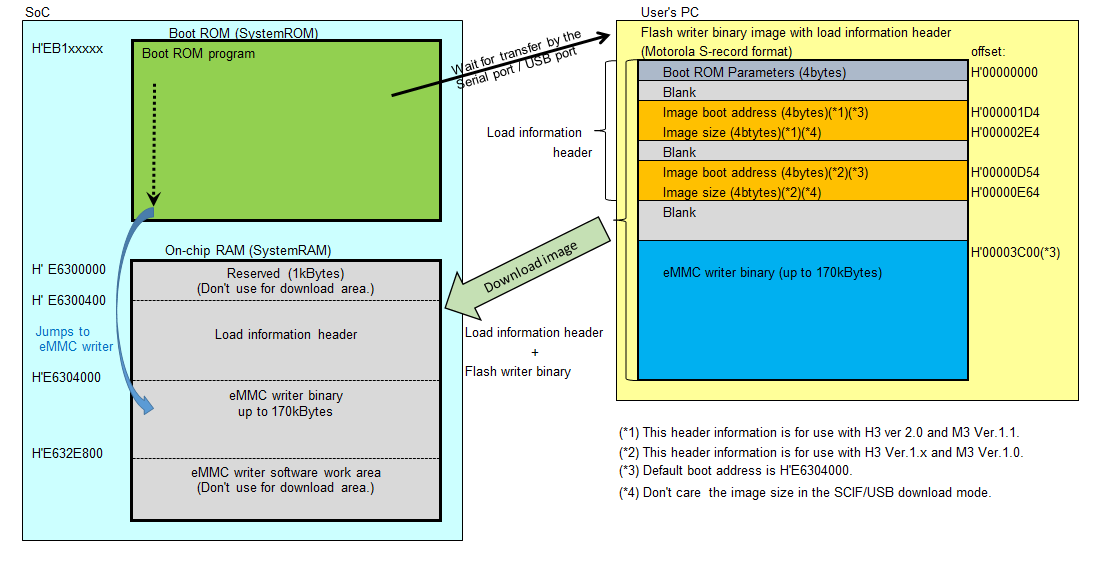 SoC
Boot ROM (SystemROM)
H'EB1xxxxx
Boot ROM program
Wait for transfer by the
Serial port / USB port
User's PC
Flash writer binary image with load information header
(Motorola S-record format)
offset:
Boot ROM Parameters (4bytes)
H'00000000
Blank
Image boot address (4bytes)(*1)(*3)
H'000001D4
Image size (4btytes)(*1)(*4)
H'000002E4
Blank
Image boot address (4bytes)(*2)(*3)
H'00000D54
Image size (4btytes)(*2)(*4)
H'00000E64
Blank
H'00003C00(*3)
eMMC writer binary (up to 170kBytes)
Load information
header
Download image
Load information header
+
Flash writer binary
On-chip RAM (SystemRAM)
H' E6300000
Reserved (1kBytes)
(Don't use for download area.)
H' E6300400
Load information header
Jumps to
eMMC writer
H'E6304000
eMMC writer binary
up to 170kBytes
H'E632E800
eMMC writer software work area
(Don't use for download area.)
(*1) This header information is for use with H3 ver 2.0 and M3 Ver.1.1.
(*2) This header information is for use with H3 Ver.1.x and M3 Ver.1.0.
(*3) Default boot address is H'E6304000.
(*4) Don't care the image size in the SCIF/USB download mode.